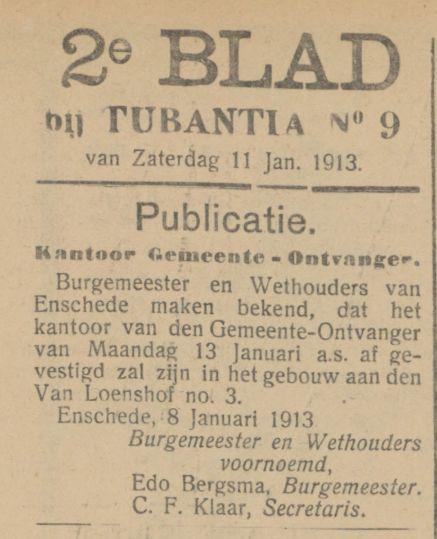 2e BLAD
bij TUBANTIA No 9
van Zaterdag 11 Jan. 1913.
Publicatie.
Kantoor Gemeente-Ontvanger.
Burgemeester en Wethouders van
Enschede maken bekend, dat het
kantoor van den Gemeente-Ontvanger
van Maandag 13 Januari a.s. af ge-
vestigd zal zijn in het gebouw aan den
Van Loenshof no. 3.
Enschede, 8 Januari 1913
Burgemeester en Wethouders
voornoemd,
Edo Bergsma, Burgemeester.
C. F. Klaar, Secretaris.